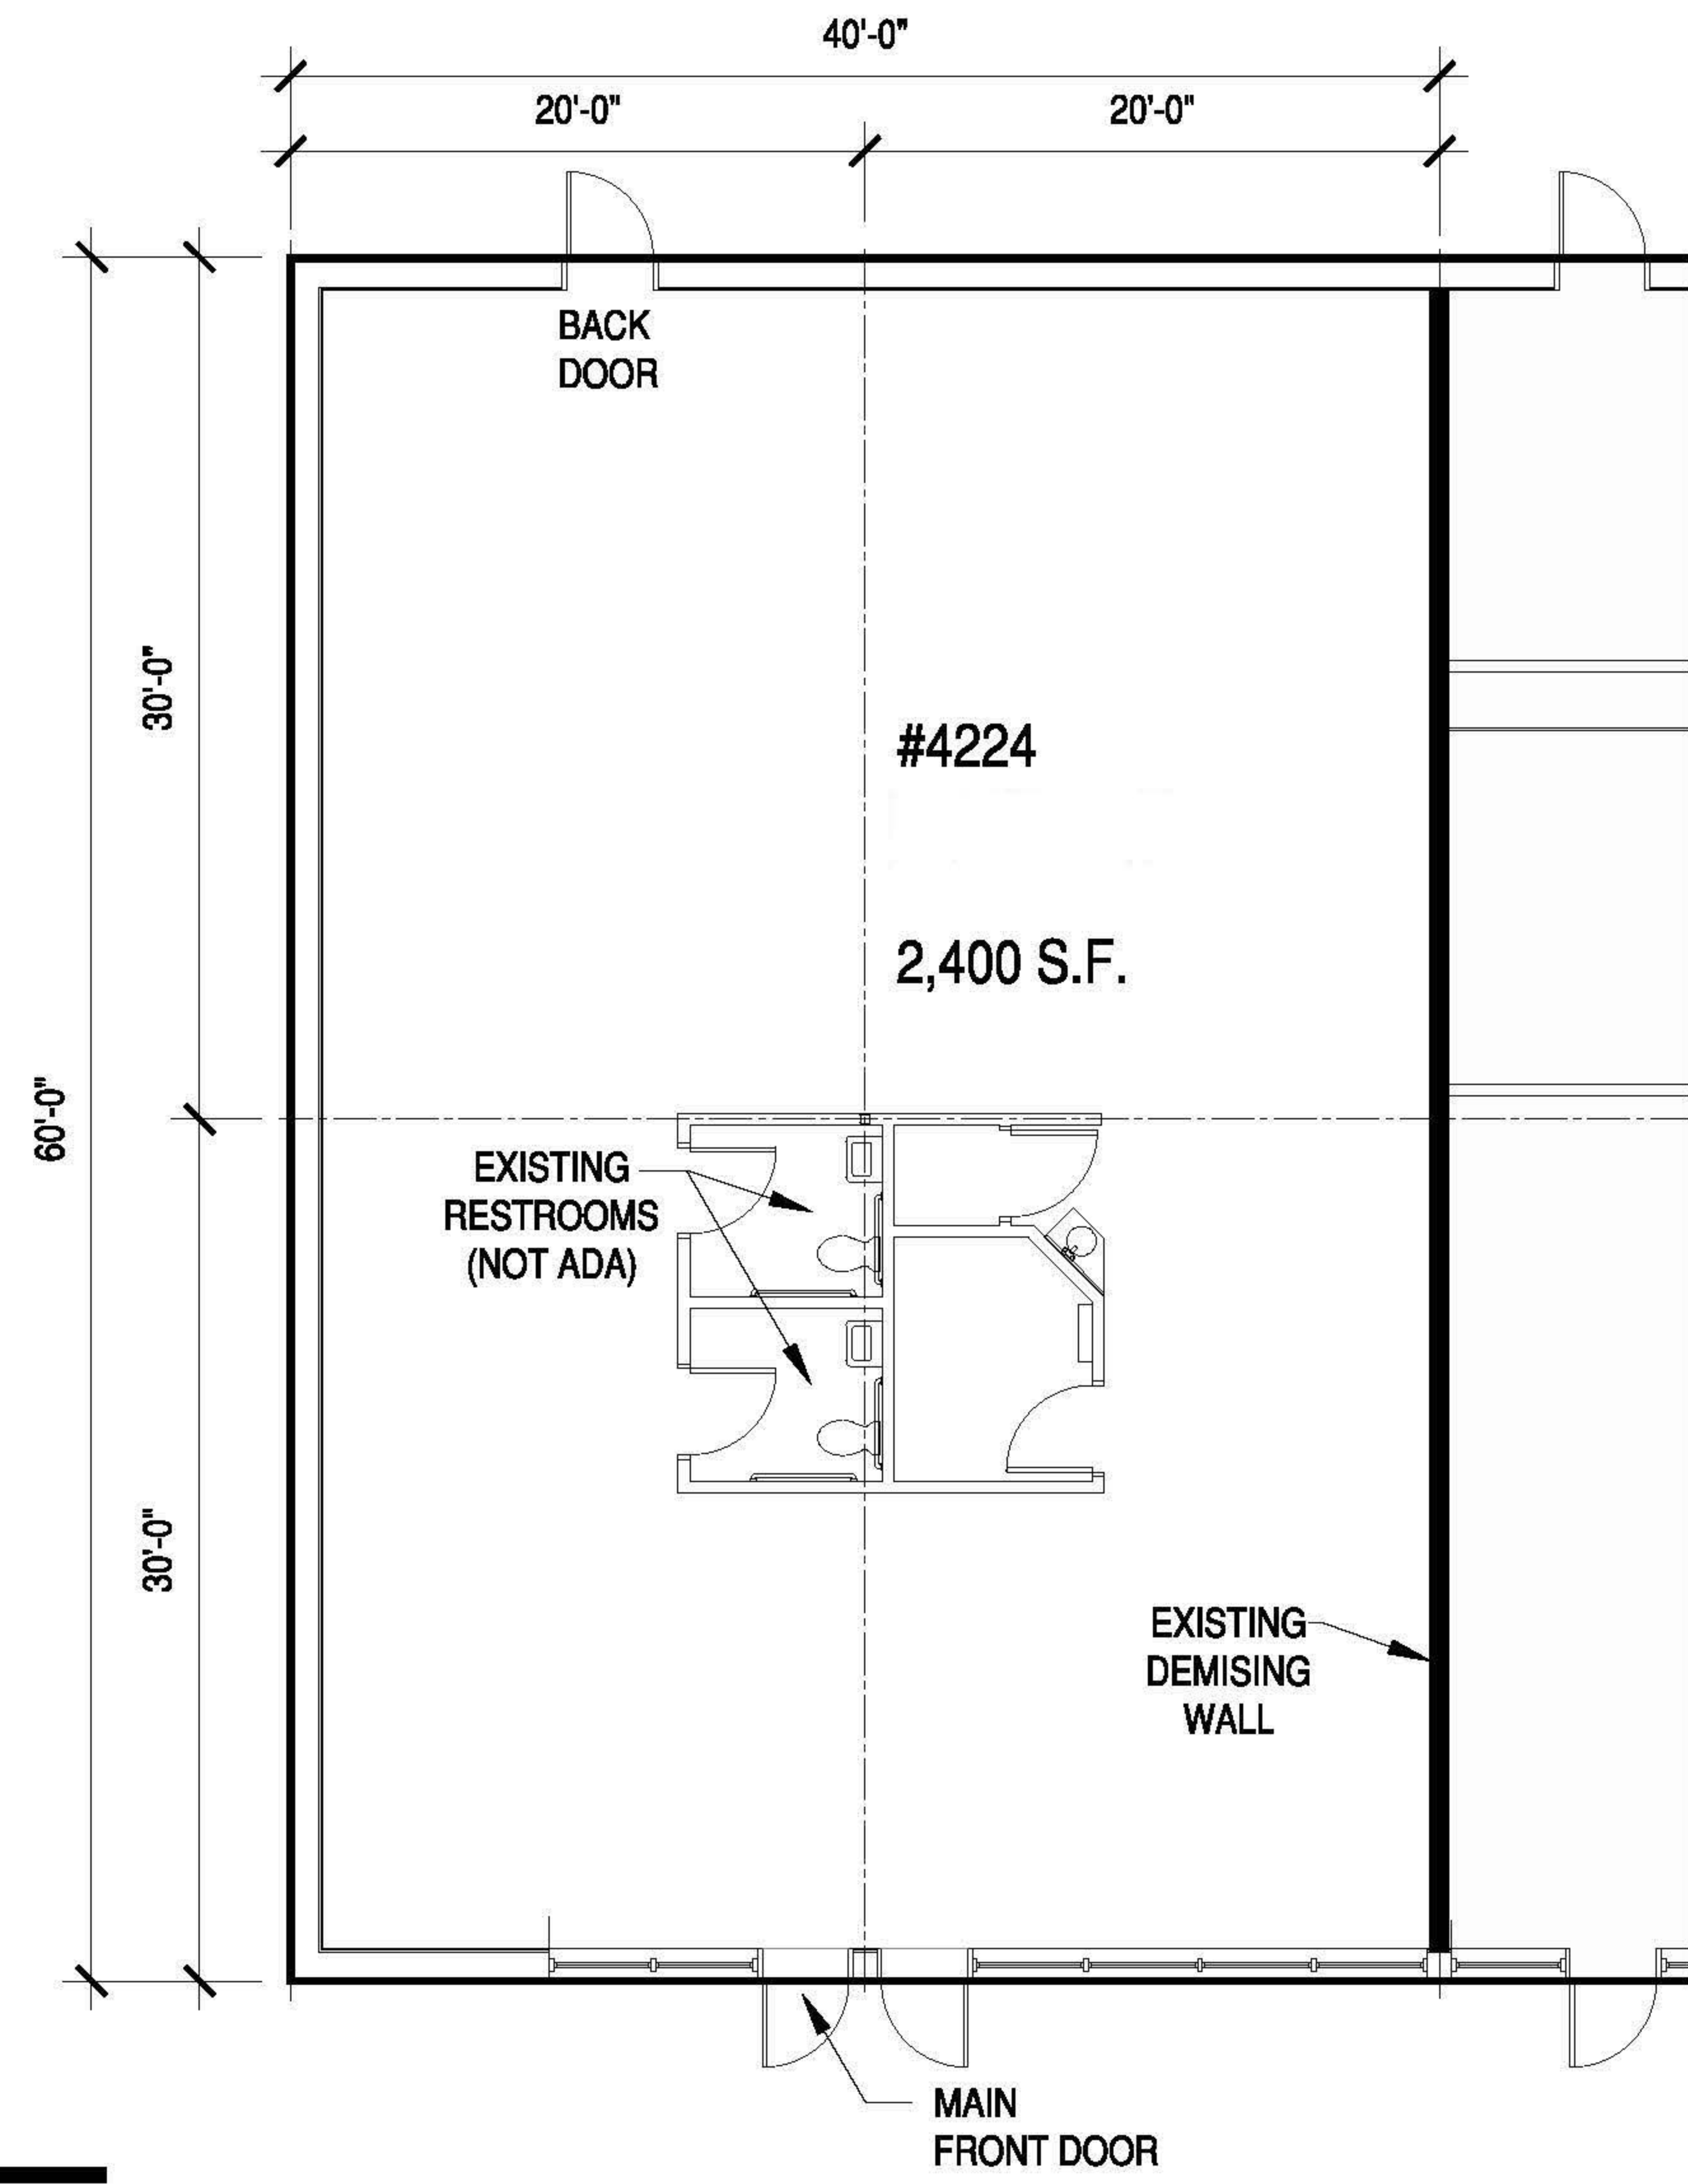 40'-0"
20'-0"
20'-0"
BACK
DOOR
30'-0"
#4224
2,400 S.F.
60'-0"
EXISTING
RESTROOMS
(NOT ADA)
30'-0"
EXISTING
DEMISING
WALL
MAIN
FRONT DOOR